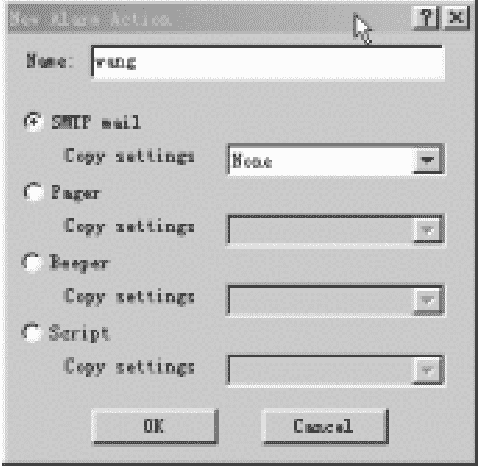 New Alarm Action
Name: wang
SMTP mail
Copy settings None
Pager
Copy settings
Beeper
Copy settings
Script
Copy settings
OK Cancel